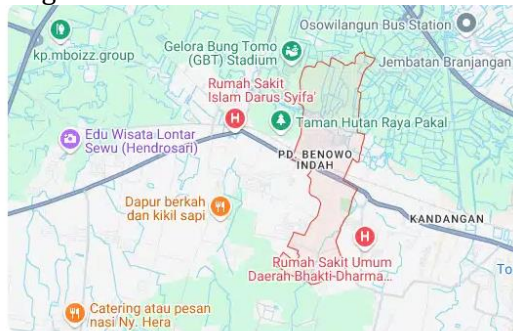 kp.mboizz.group
Osowilangun Bus Station
Gelora Bung Tomo
(GBT) Stadium
Jembatan Branjangan
Rumah Sakit
Islam Darus Syifa'
Taman Hutan Raya Pakal
Edu Wisata Lontar
Sewu (Hendrosari)
PD. BENOWO
INDAH
Dapur berkah
dan kikil sapi
KANDANGAN
Rumah Sakit Umum
Daerah Bhakti Dharma...
To
Catering atau pesan
nasi Ny. Hera